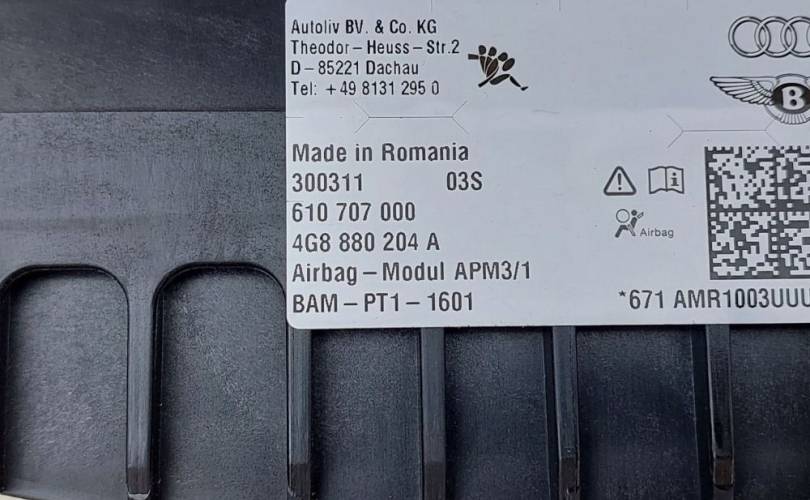 Autoliv BV. & Co. KG
Theodor-Heuss-Str.2
D-85221 Dachau
Tel: +49 8131 295 0
B
Made in Romania
300311 03S
610 707 000
4G8 880 204 A
Airbag-Modul APM3/1
BAM-PT1-1601
Airbag
*671 AMR1003UUU